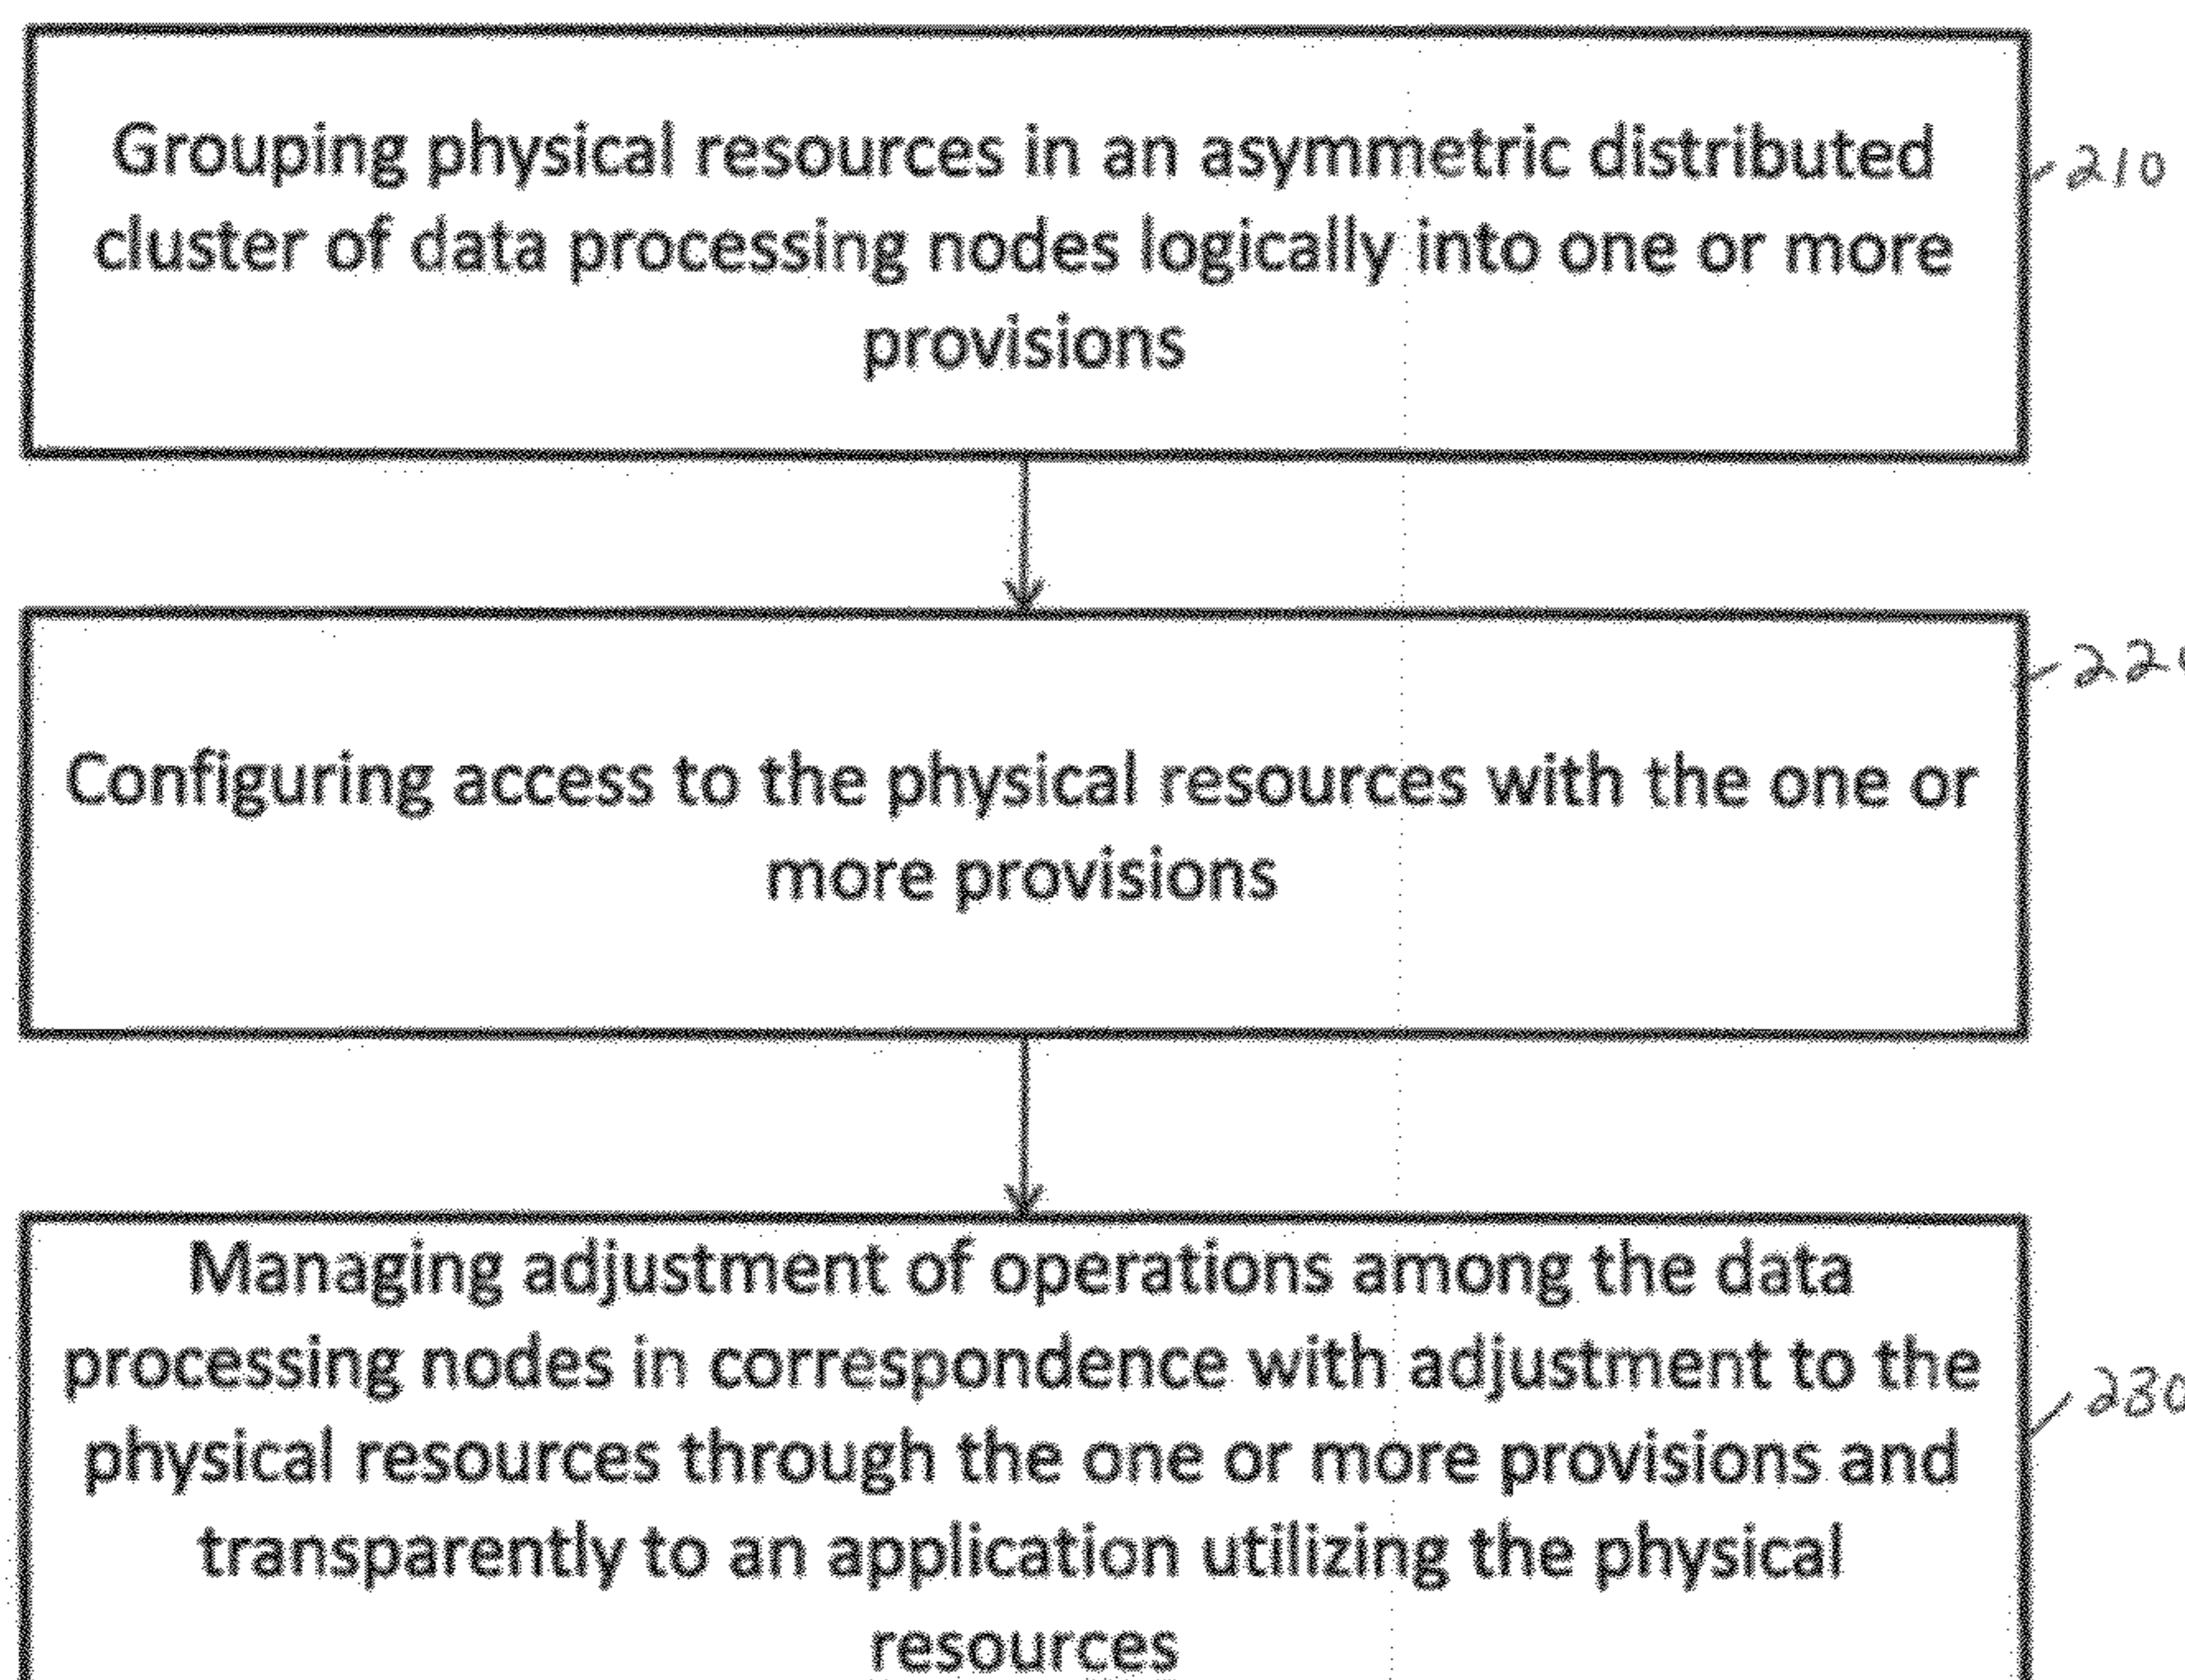 Grouping physical resources in an asymmetric distributed
cluster of data processing nodes logically into one or more
provisions
210
Configuring access to the physical resources with the one or
more provisions
Managing adjustment of operations among the data
processing nodes in correspondence with adjustment to the
physical resources through the one or more provisions and
transparently to an application utilizing the physical
resources
230